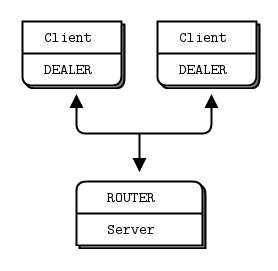 Client
DEALER
Client
DEALER
ROUTER
Server